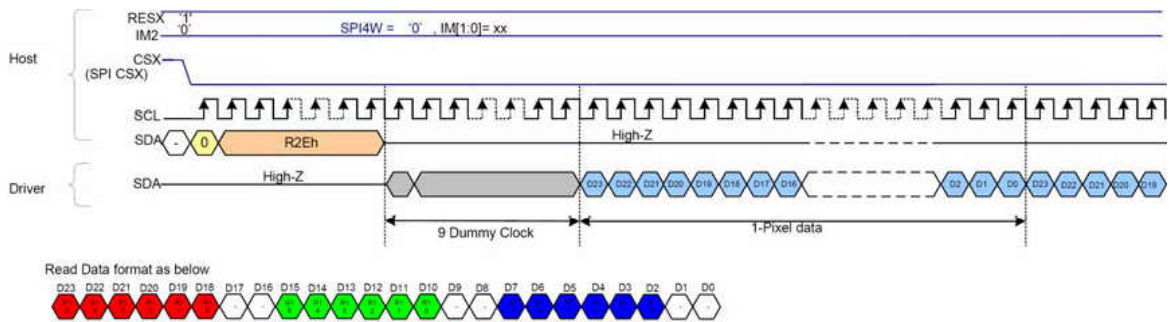 RESX '1'
IM2 '0' SPI4W = '0' , IM[1:0]= xx
Host
CSX
(SPI CSX)
SCL
SDA - 0 R2Eh High-Z
Driver SDA High-Z D23 D22 D21 D20 D19 D18 D17 D16 D2 D1 D0 D23 D22 D21 D20 D19
9 Dummy Clock 1-Pixel data
Read Data format as below
D23 D22 D21 D20 D19 D18 D17 D16 D15 D14 D13 D12 D11 D10 D9 D8 D7 D6 D5 D4 D3 D2 D1 D0
- - - - - -